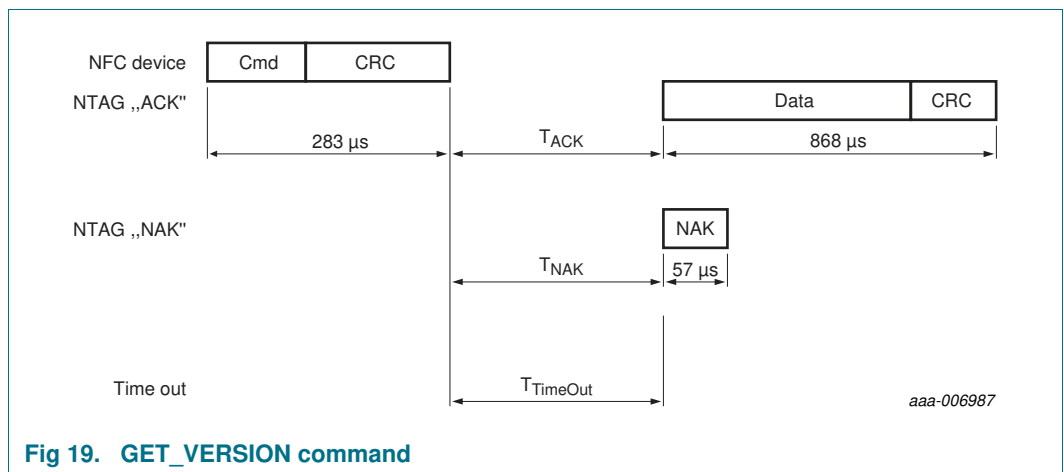 NFC device Cmd CRC
NTAG ,,ACK" Data CRC
283 µs TACK 868 µs
NTAG ,,NAK" NAK
TNAK 57 µs
Time out TTimeOut aaa-006987
Fig 19. GET_VERSION command